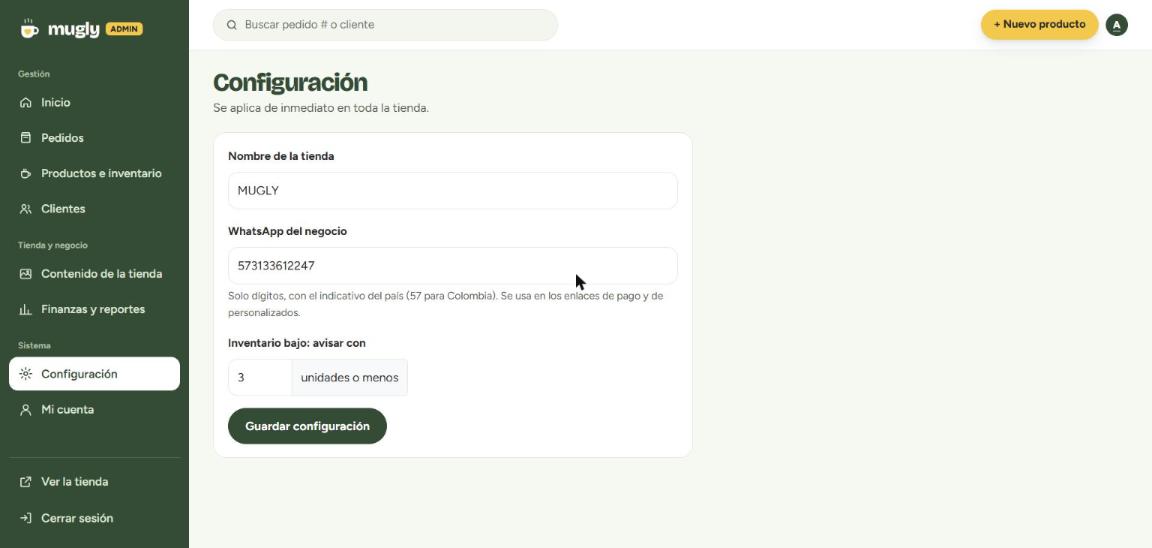 mugly ADMIN
Gestión
Inicio
Pedidos
Productos e inventario
Clientes
Tienda y negocio
Contenido de la tienda
Finanzas y reportes
Sistema
Configuración
Mi cuenta
Ver la tienda
Cerrar sesión
Buscar pedido # o cliente
+ Nuevo producto
A
Configuración
Se aplica de inmediato en toda la tienda.
Nombre de la tienda
MUGLY
WhatsApp del negocio
573133612247
Solo dígitos, con el indicativo del país (57 para Colombia). Se usa en los enlaces de pago y de
personalizados.
Inventario bajo: avisar con
3 unidades o menos
Guardar configuración